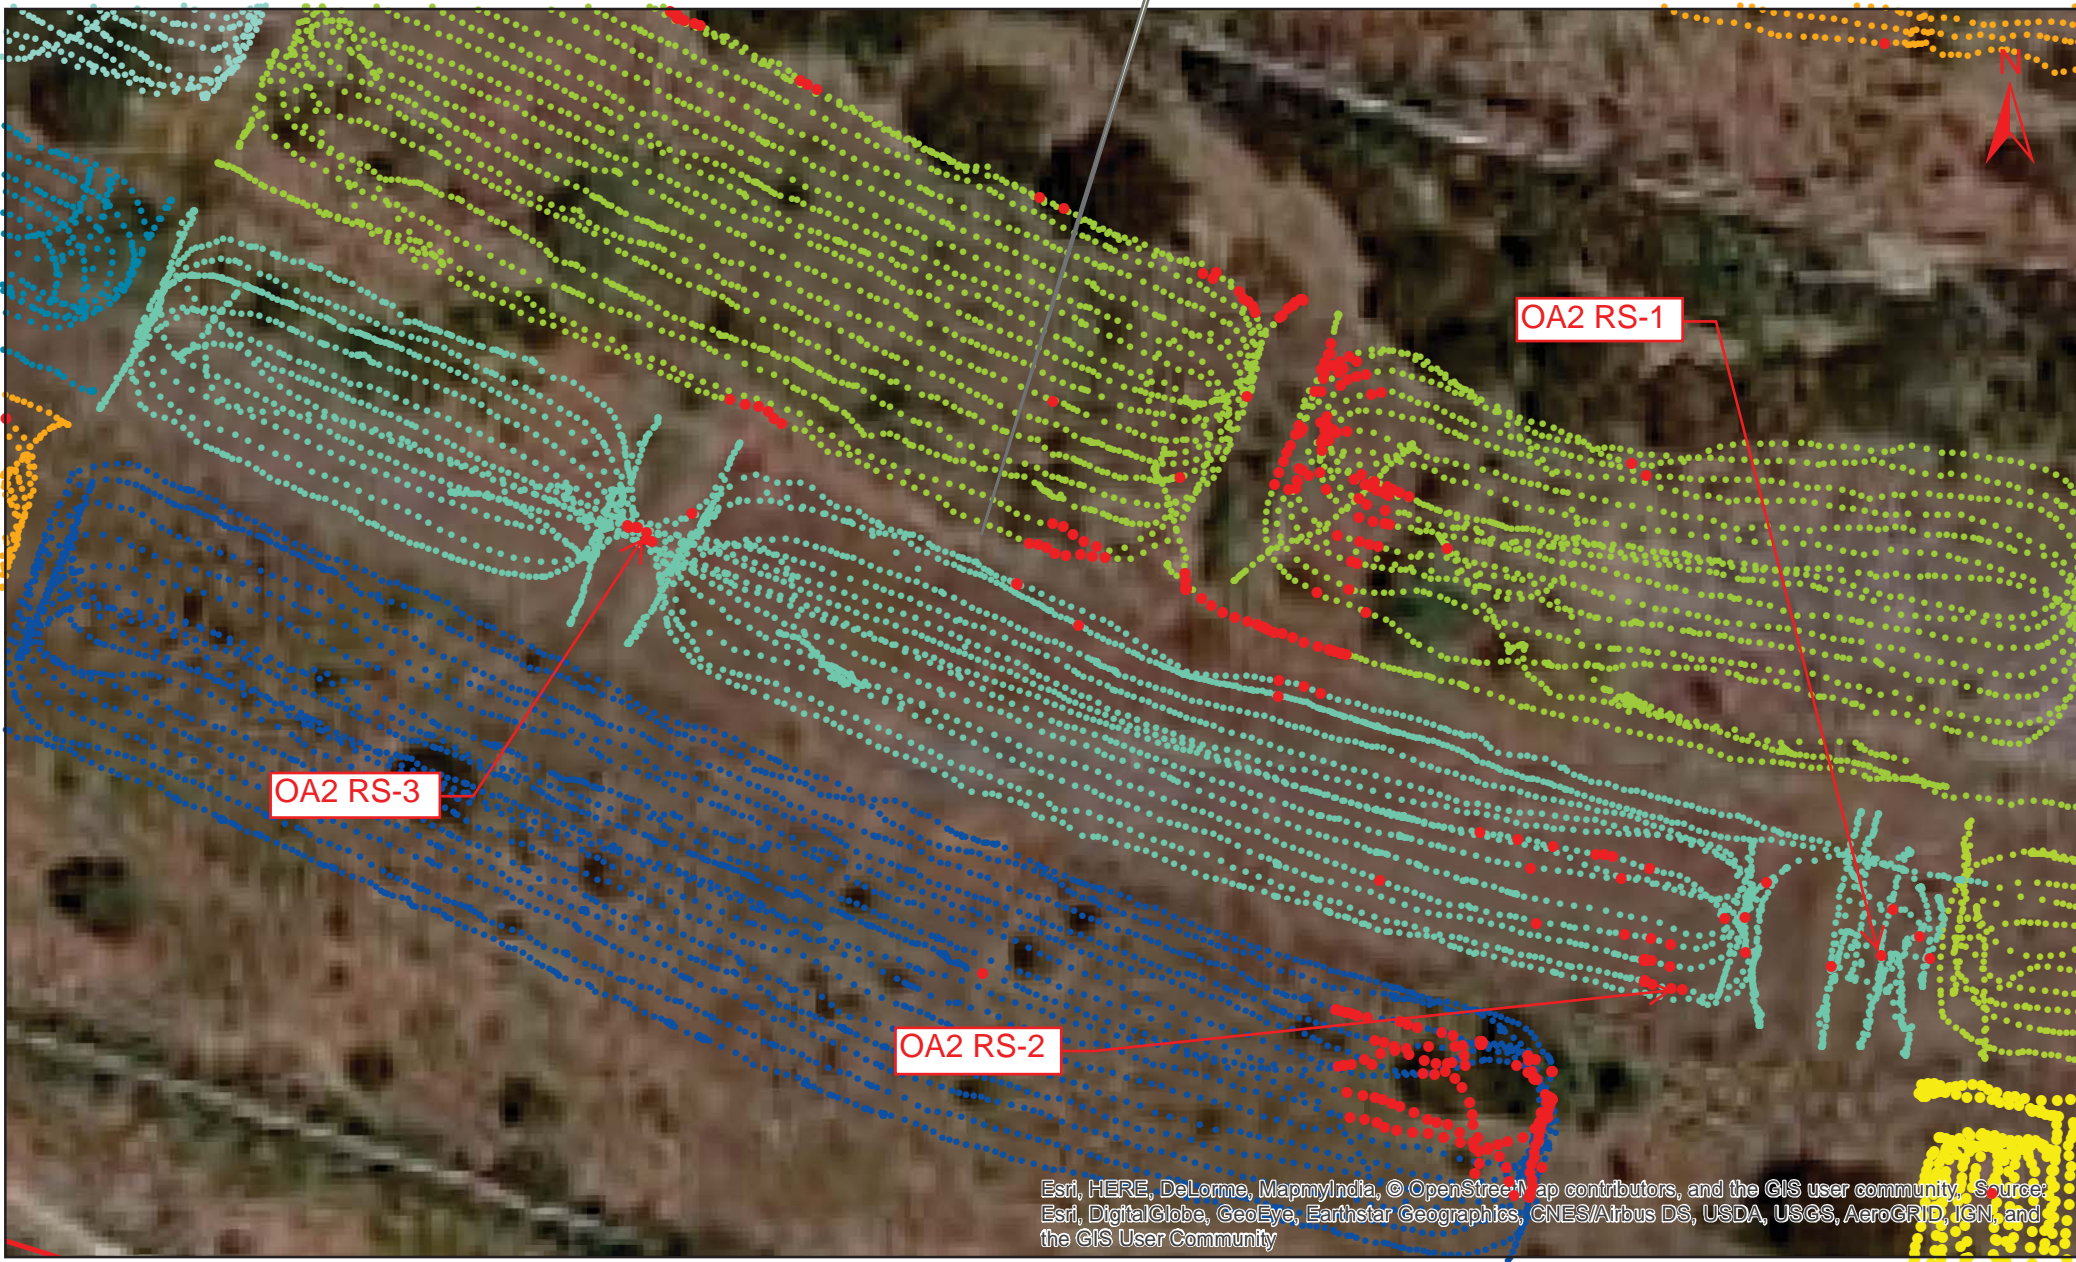 N
OA2 RS-1
OA2 RS-3
OA2 RS-2
Esri, HERE, DeLorme, MapmyIndia, © OpenStreetMap contributors, and the GIS user community, Source:
Esri, DigitalGlobe, GeoEye, Earthstar Geographics, CNES/Airbus DS, USDA, USGS, AeroGRID, IGN, and
the GIS User Community